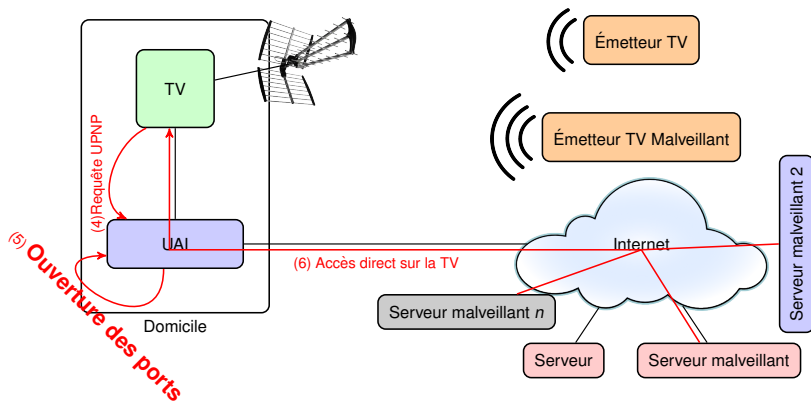 Émetteur TV
TV
Émetteur TV Malveillant
(4)Requête UPNP
Serveur malveillant 2
UAI
Internet
(5) Ouverture des ports
(6) Accès direct sur la TV
Serveur malveillant n
Domicile
Serveur
Serveur malveillant